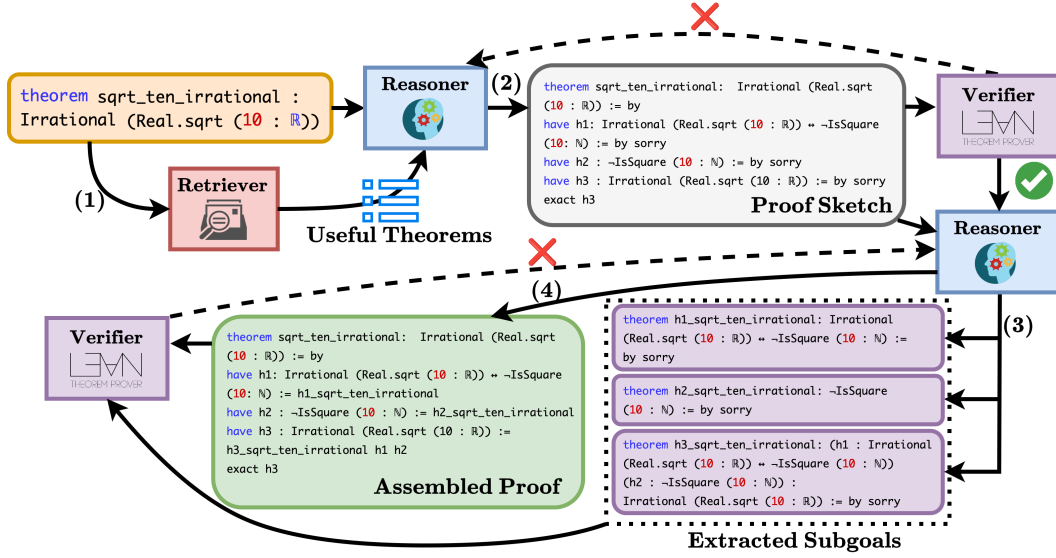 theorem sqrt_ten_irrational :
Irrational (Real.sqrt (10 : ℝ))
(1)
Retriever
Useful Theorems
Reasoner
(2)
theorem sqrt_ten_irrational:  Irrational (Real.sqrt
(10 : ℝ)) := by
have h1: Irrational (Real.sqrt (10 : ℝ)) ↔ ¬IsSquare
(10: ℕ) := by sorry
have h2 : ¬IsSquare (10 : ℕ) := by sorry
have h3 : Irrational (Real.sqrt (10 : ℝ)) := by sorry
exact h3
Proof Sketch
Verifier
LEAN
THEOREM PROVER
Reasoner
(3)
theorem h1_sqrt_ten_irrational: Irrational
(Real.sqrt (10 : ℝ)) ↔ ¬IsSquare (10 : ℕ) :=
by sorry
theorem h2_sqrt_ten_irrational: ¬IsSquare
(10 : ℕ) := by sorry
theorem h3_sqrt_ten_irrational: (h1 : Irrational
(Real.sqrt (10 : ℝ)) ↔ ¬IsSquare (10 : ℕ))
(h2 : ¬IsSquare (10 : ℕ)) :
Irrational (Real.sqrt (10 : ℝ)) := by sorry
Extracted Subgoals
(4)
theorem sqrt_ten_irrational:  Irrational (Real.sqrt
(10 : ℝ)) := by
have h1: Irrational (Real.sqrt (10 : ℝ)) ↔ ¬IsSquare
(10: ℕ) := h1_sqrt_ten_irrational
have h2 : ¬IsSquare (10 : ℕ) := h2_sqrt_ten_irrational
have h3 : Irrational (Real.sqrt (10 : ℝ)) :=
h3_sqrt_ten_irrational h1 h2
exact h3
Assembled Proof
Verifier
LEAN
THEOREM PROVER